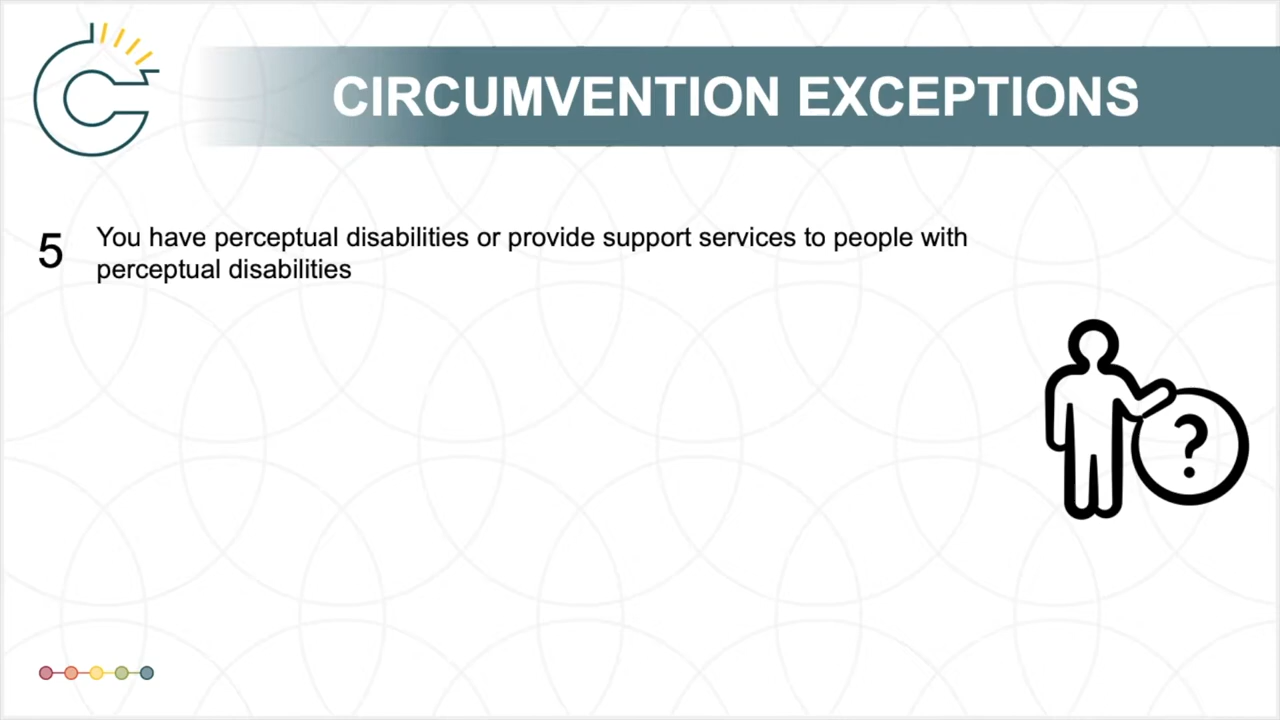 CIRCUMVENTION EXCEPTIONS
5
You have perceptual disabilities or provide support services to people with
perceptual disabilities
?